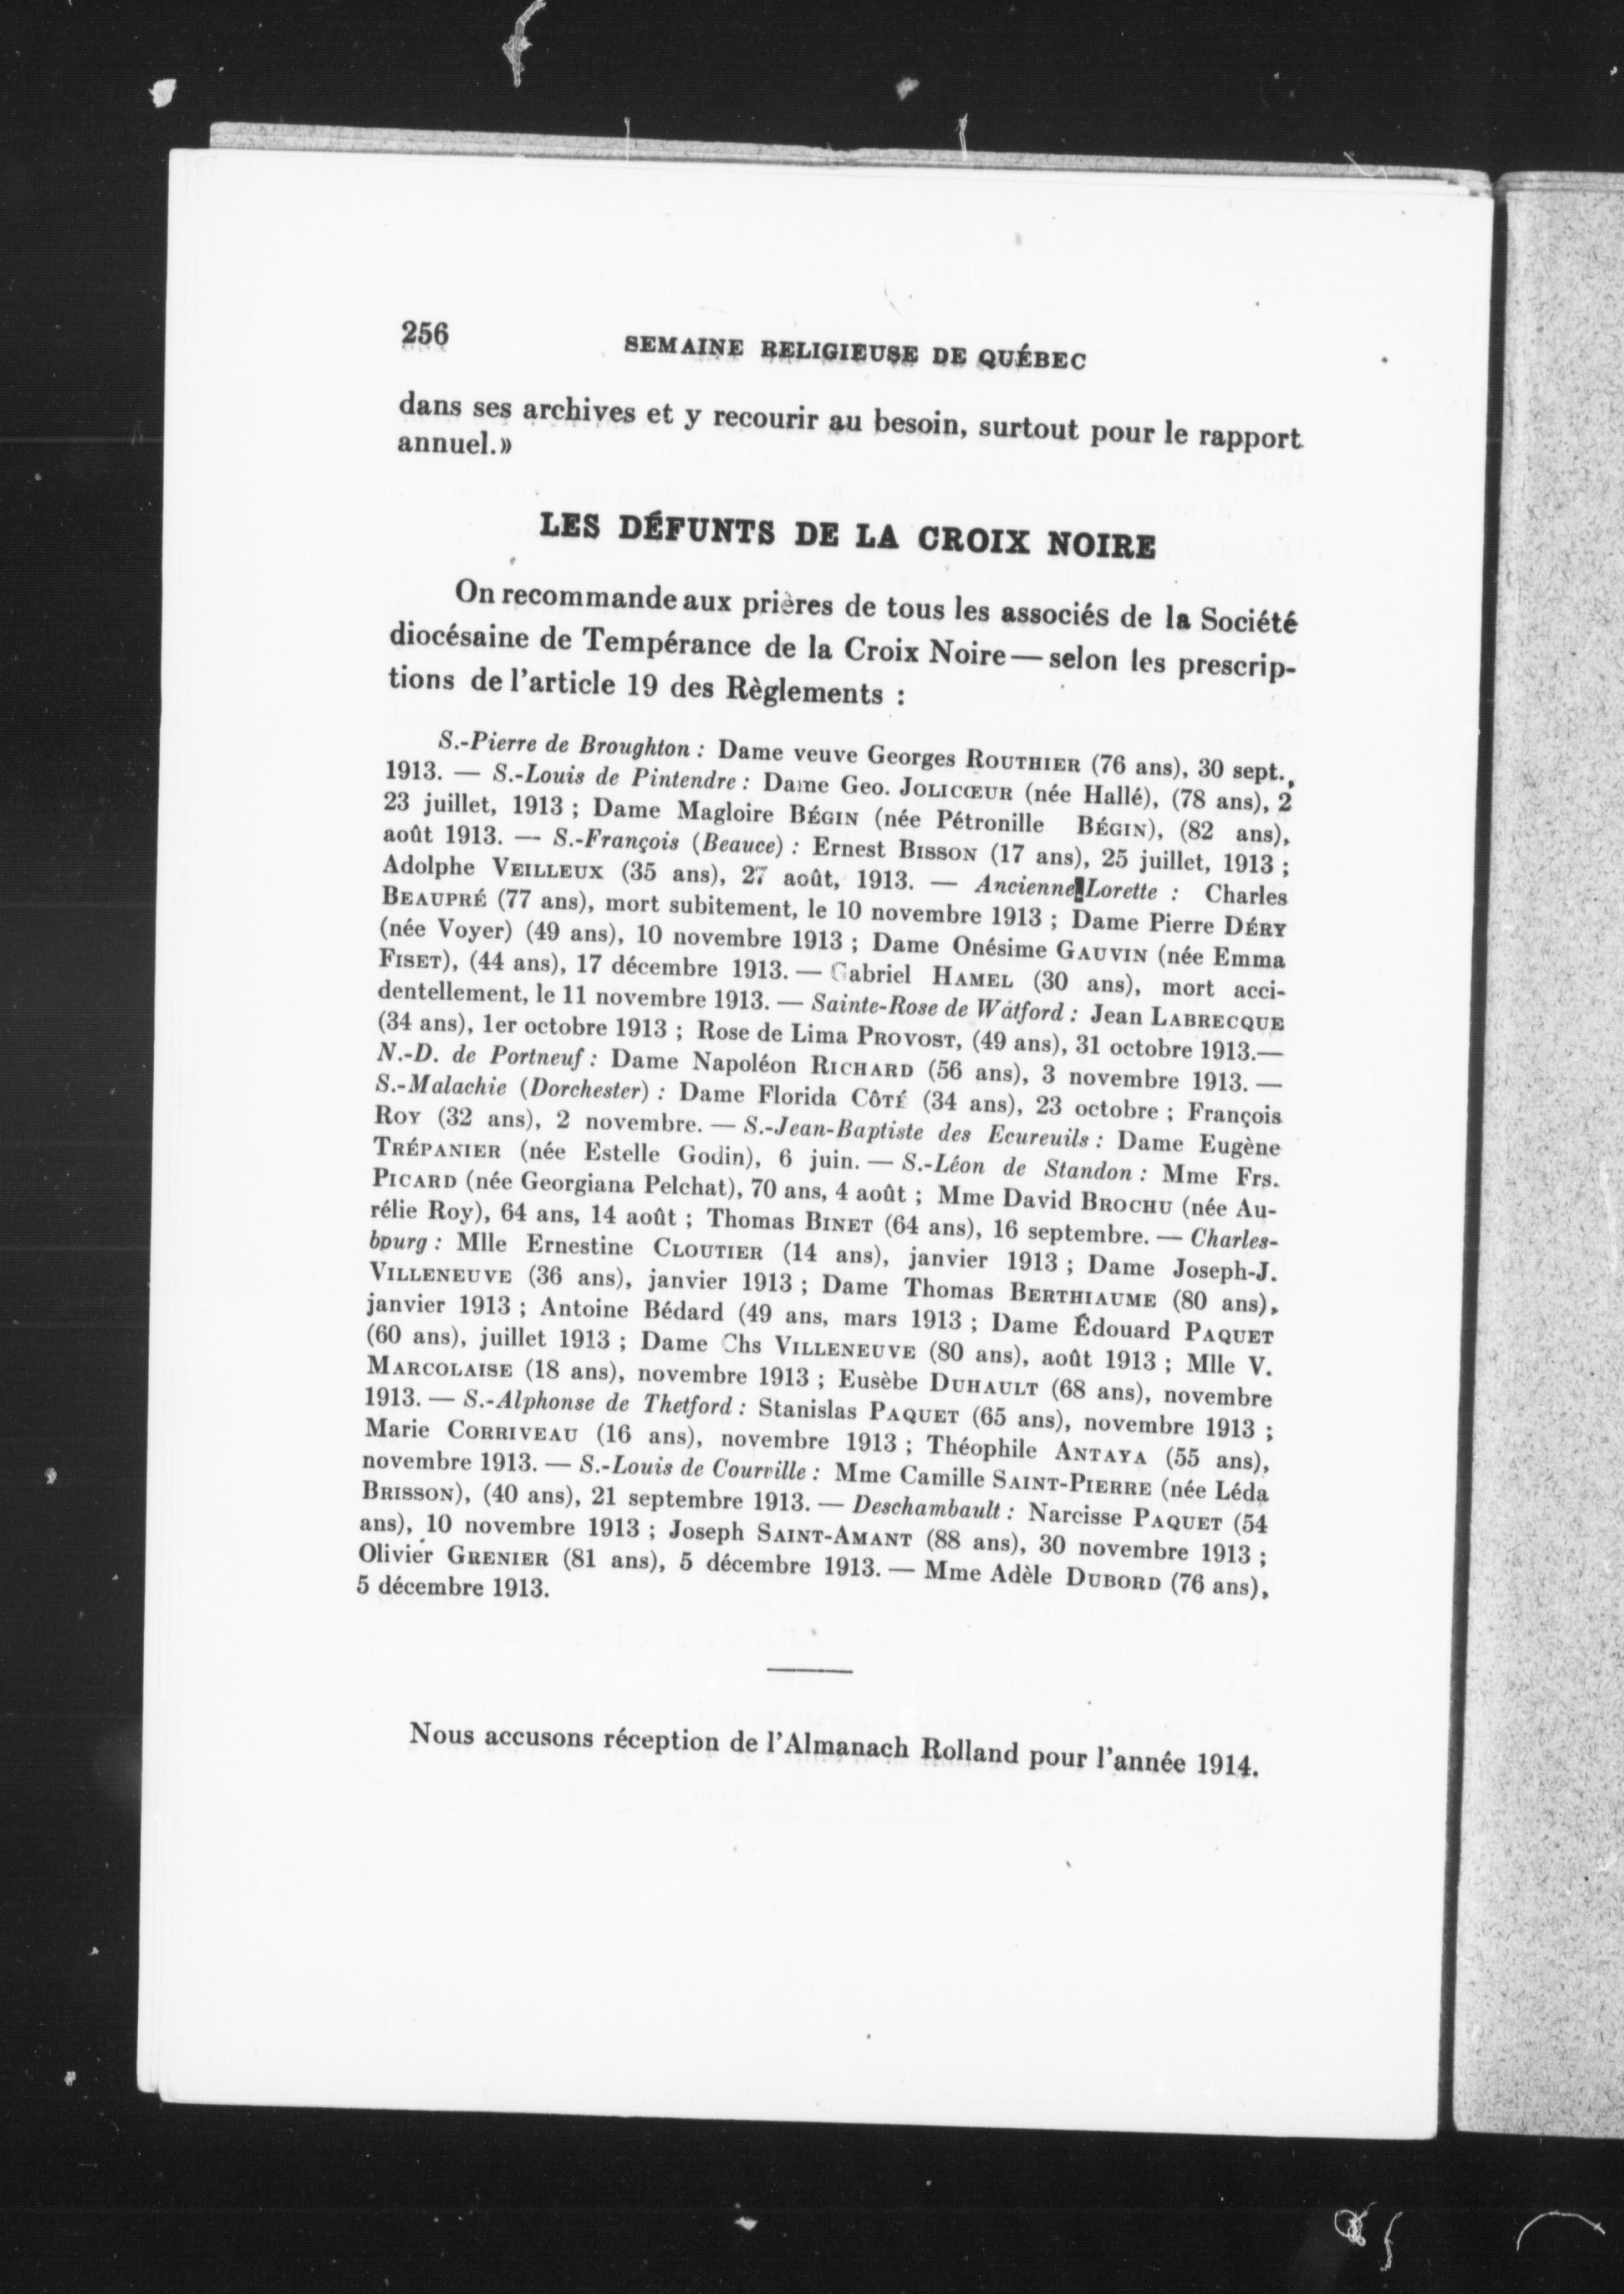 256
SEMAINE RELIGIEUSE DE QUÉBEC
dans ses archives et y recourir au besoin, surtout pour le rapport
annuel.»
LES DÉFUNTS DE LA CROIX NOIRE
On recommande aux prières de tous les associés de la Société
diocésaine de Tempérance de la Croix Noire — selon les prescrip-
tions de l'article 19 des Règlements :
S.-Pierre de Broughton : Dame veuve Georges ROUTHIER (76 ans), 30 sept.,
1913. — S.-Louis de Pintendre : Dame Geo. JOLICŒUR (née Hallé), (78 ans), 2
23 juillet, 1913 ; Dame Magloire BÉGIN (née Pétronille BÉGIN), (82 ans),
août 1913. — S.-François (Beauce) : Ernest BISSON (17 ans), 25 juillet, 1913 ;
Adolphe VEILLEUX (35 ans), 27 août, 1913. — Ancienne Lorette : Charles
BEAUPRÉ (77 ans), mort subitement, le 10 novembre 1913 ; Dame Pierre DÉRY
(née Voyer) (49 ans), 10 novembre 1913 ; Dame Onésime GAUVIN (née Emma
FISET), (44 ans), 17 décembre 1913. — Gabriel HAMEL (30 ans), mort acci-
dentellement, le 11 novembre 1913. — Sainte-Rose de Watford : Jean LABRECQUE
(34 ans), 1er octobre 1913 ; Rose de Lima PROVOST, (49 ans), 31 octobre 1913.—
N.-D. de Portneuf : Dame Napoléon RICHARD (56 ans), 3 novembre 1913. —
S.-Malachie (Dorchester) : Dame Florida CÔTÉ (34 ans), 23 octobre ; François
ROY (32 ans), 2 novembre. — S.-Jean-Baptiste des Ecureuils : Dame Eugène
TRÉPANIER (née Estelle Godin), 6 juin. — S.-Léon de Standon : Mme Frs.
PICARD (née Georgiana Pelchat), 70 ans, 4 août ; Mme David BROCHU (née Au-
rélie Roy), 64 ans, 14 août ; Thomas BINET (64 ans), 16 septembre. — Charles-
bourg : Mlle Ernestine CLOUTIER (14 ans), janvier 1913 ; Dame Joseph-J.
VILLENEUVE (36 ans), janvier 1913 ; Dame Thomas BERTHIAUME (80 ans),
janvier 1913 ; Antoine Bédard (49 ans, mars 1913 ; Dame Édouard PAQUET
(60 ans), juillet 1913 ; Dame Chs VILLENEUVE (80 ans), août 1913 ; Mlle V.
MARCOLAISE (18 ans), novembre 1913 ; Eusèbe DUHAULT (68 ans), novembre
1913. — S.-Alphonse de Thetford : Stanislas PAQUET (65 ans), novembre 1913 ;
Marie CORRIVEAU (16 ans), novembre 1913 ; Théophile ANTAYA (55 ans),
novembre 1913. — S.-Louis de Courville : Mme Camille SAINT-PIERRE (née Léda
BRISSON), (40 ans), 21 septembre 1913. — Deschambault : Narcisse PAQUET (54
ans), 10 novembre 1913 ; Joseph SAINT-AMANT (88 ans), 30 novembre 1913 ;
Olivier GRENIER (81 ans), 5 décembre 1913. — Mme Adèle DUBORD (76 ans),
5 décembre 1913.
Nous accusons réception de l'Almanach Rolland pour l'année 1914.